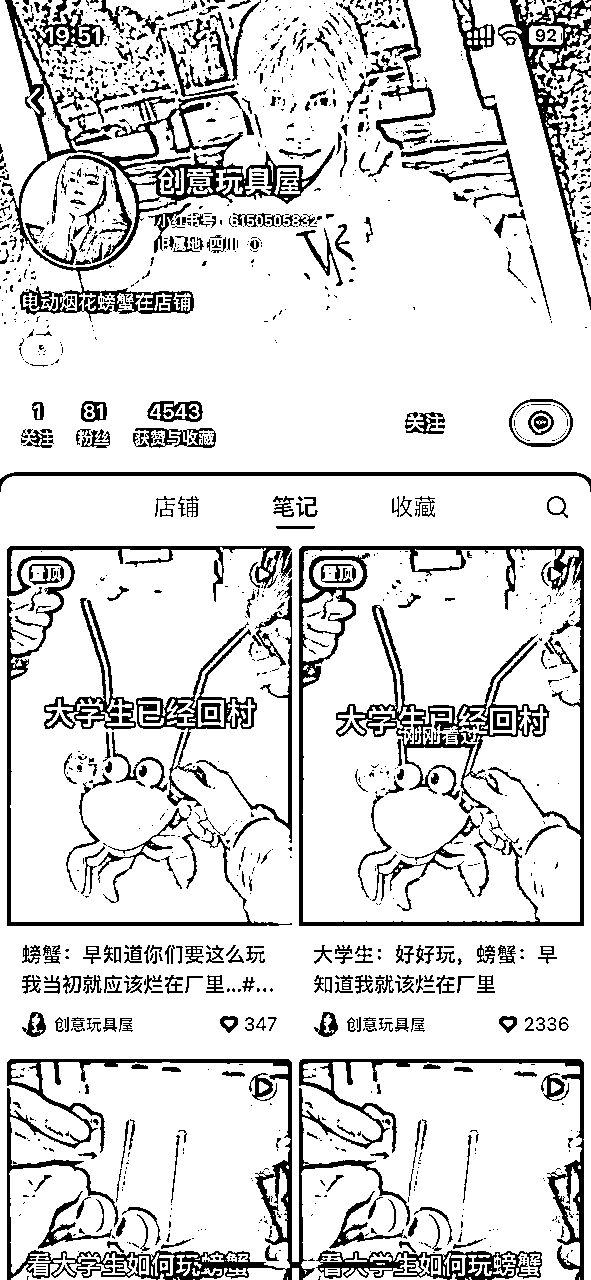 19:51
92
创意玩具屋
小红书号：6150505832
IP属地：四川
电动烟花螃蟹在店铺
1 关注
81 粉丝
4543 获赞与收藏
关注
店铺 笔记 收藏
置顶
大学生已经回村
螃蟹：早知道你们要这么玩
我当初就应该烂在厂里...#...
创意玩具屋 347
置顶
大学生已经回村
刚刚看过
大学生：好好玩，螃蟹：早
知道我就该烂在厂里
创意玩具屋 2336
看大学生如何玩螃蟹
看大学生如何玩螃蟹